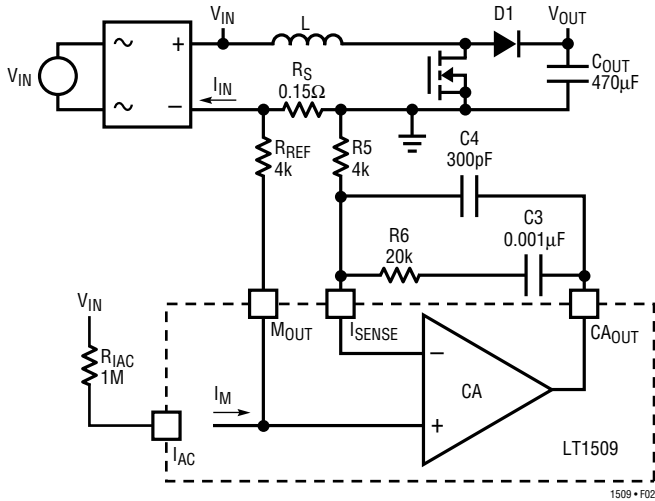 V_IN
L
D1
V_OUT
V_IN
~
~
+
−
I_IN
R_S
0.15Ω
C_OUT
470μF
R_REF
4k
R5
4k
C4
300pF
R6
20k
C3
0.001μF
V_IN
R_IAC
1M
M_OUT
I_SENSE
CA_OUT
I_M
−
+
CA
I_AC
LT1509
1509 • F02